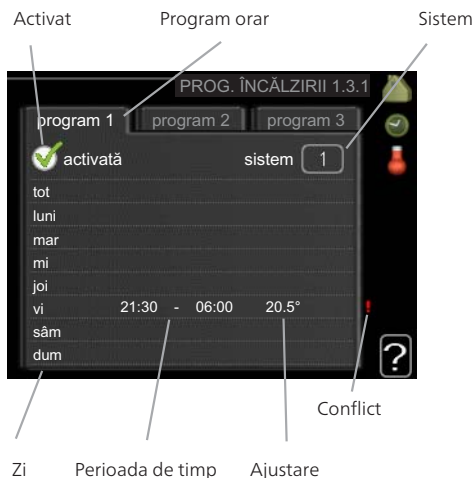 Activat Program orar Sistem
PROG. ÎNCĂLZIRII 1.3.1
program 1 program 2 program 3
activată sistem 1
tot
luni
mar
mi
joi
vi 21:30 - 06:00 20.5° !
sâm
dum
?
Conflict
Zi Perioada de timp Ajustare